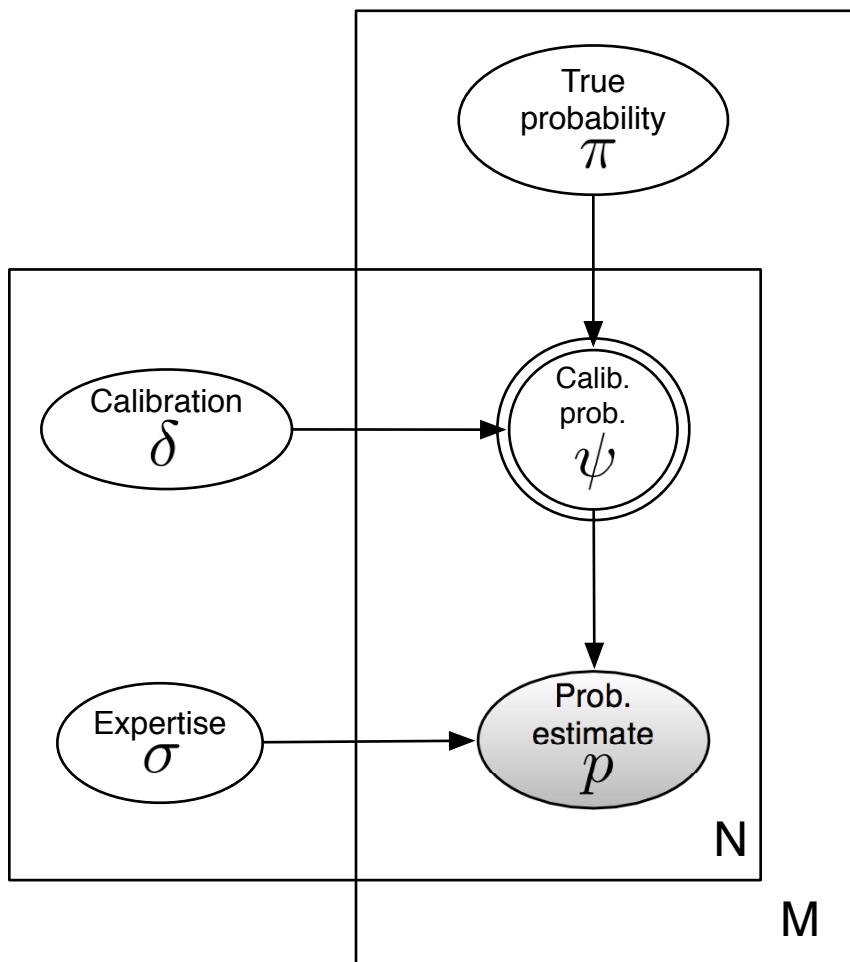 True
probability
π
Calibration
δ
Calib.
prob.
ψ
Expertise
σ
Prob.
estimate
p
N
M